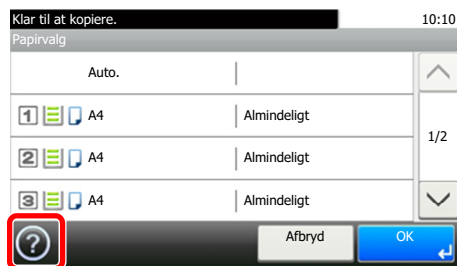 Klar til at kopiere. 10:10
Papirvalg
Auto.
1 A4 Almindeligt
1/2
2 A4 Almindeligt
3 A4 Almindeligt
? Afbryd OK